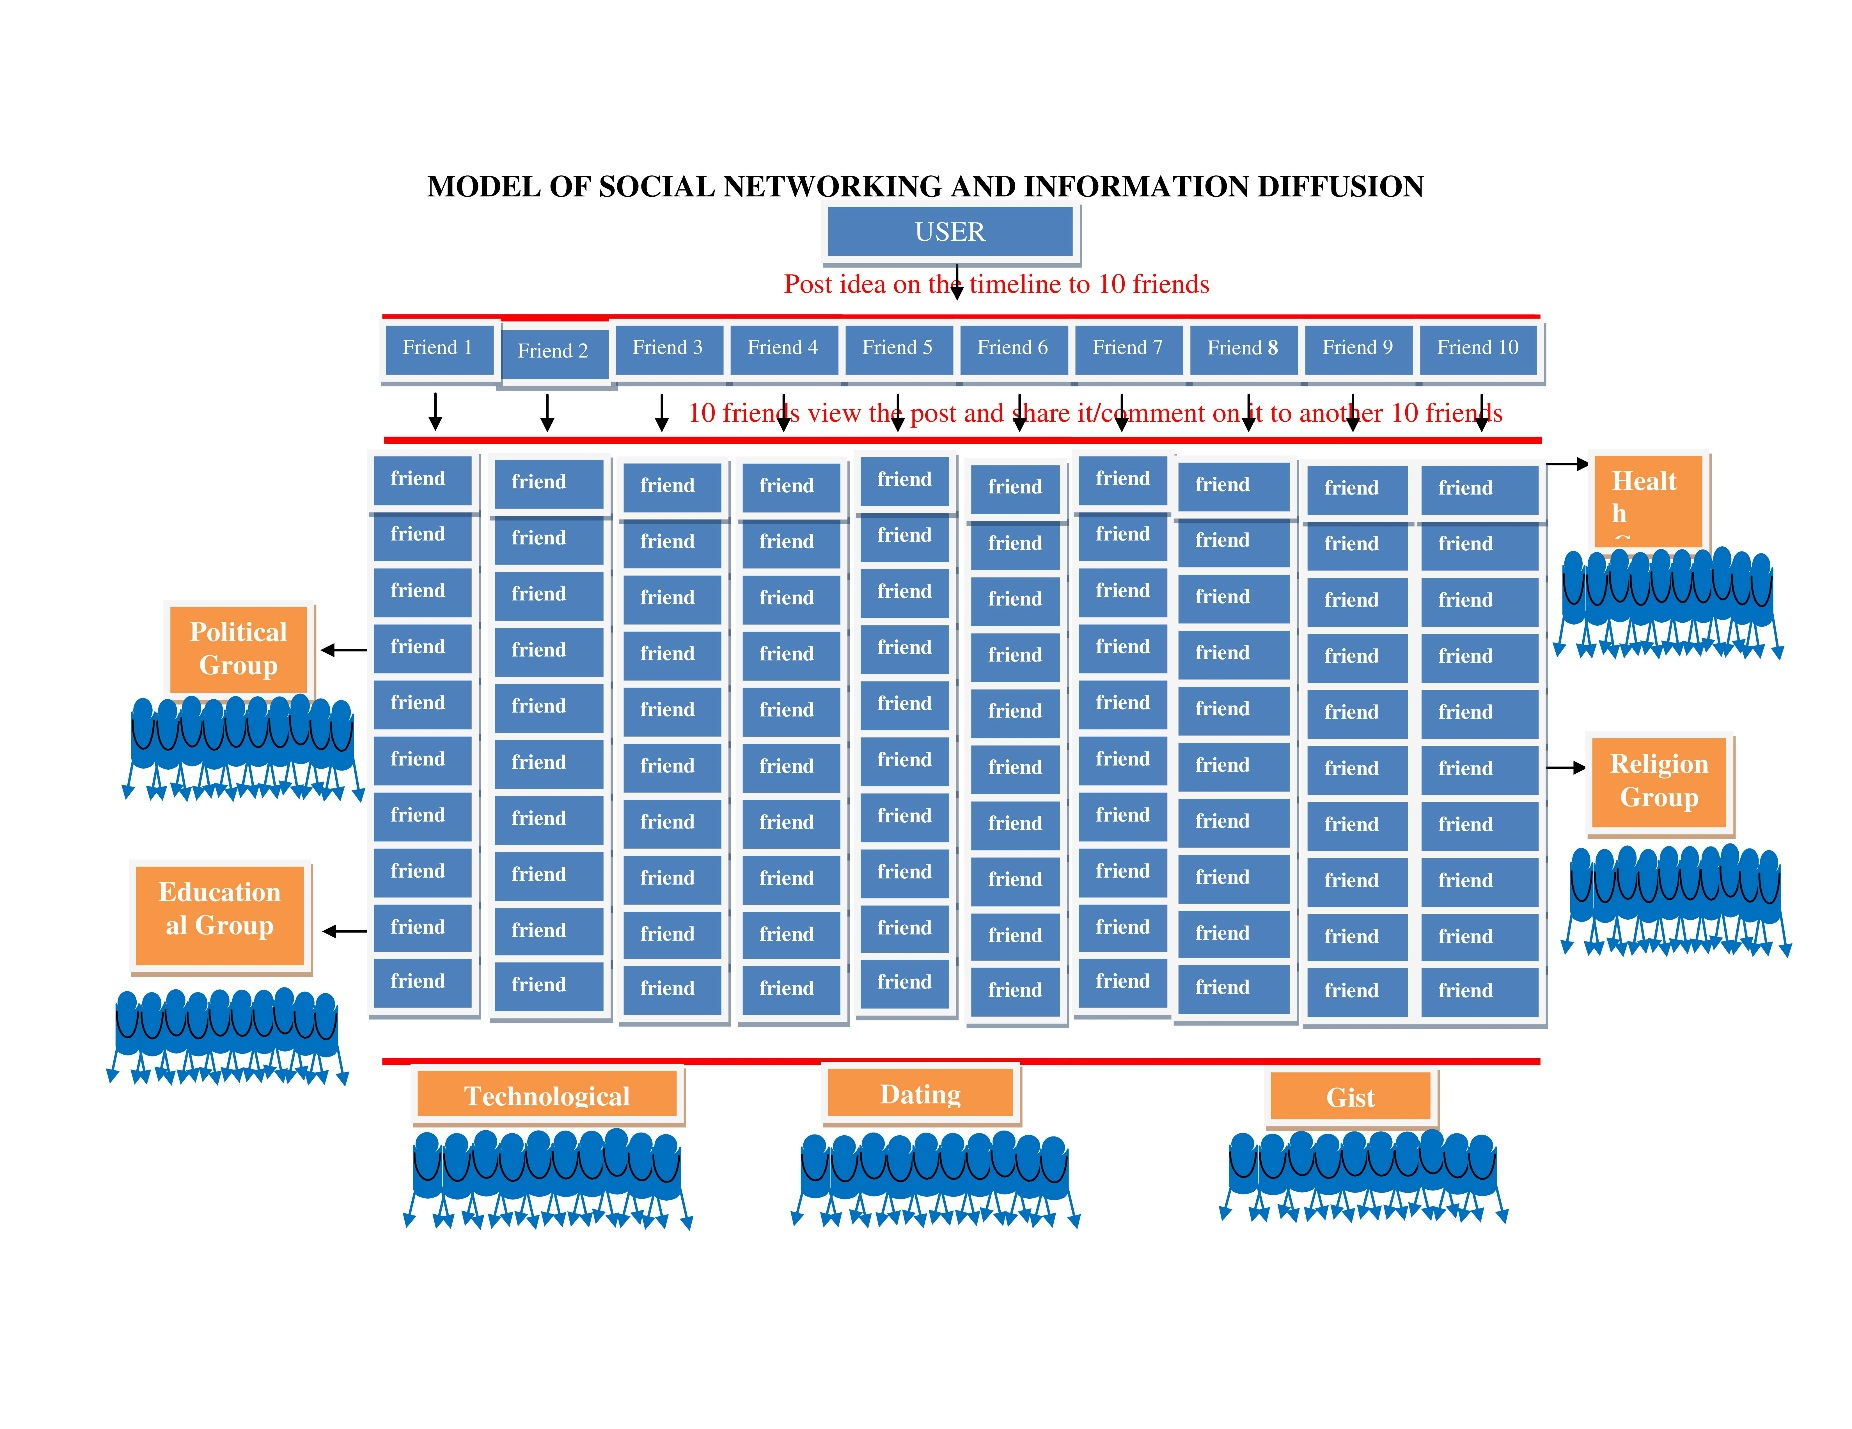 MODEL OF SOCIAL NETWORKING AND INFORMATION DIFFUSION
USER
Post idea on the timeline to 10 friends
Friend 1 Friend 2 Friend 3 Friend 4 Friend 5 Friend 6 Friend 7 Friend 8 Friend 9 Friend 10
10 friends view the post and share it/comment on it to another 10 friends
friend friend friend friend friend friend friend friend friend friend
friend friend friend friend friend friend friend friend friend friend
friend friend friend friend friend friend friend friend friend friend
friend friend friend friend friend friend friend friend friend friend
friend friend friend friend friend friend friend friend friend friend
friend friend friend friend friend friend friend friend friend friend
friend friend friend friend friend friend friend friend friend friend
friend friend friend friend friend friend friend friend friend friend
friend friend friend friend friend friend friend friend friend friend
friend friend friend friend friend friend friend friend friend friend
Healt
h
Political
Group
Religion
Group
Education
al Group
Technological
Dating
Gist